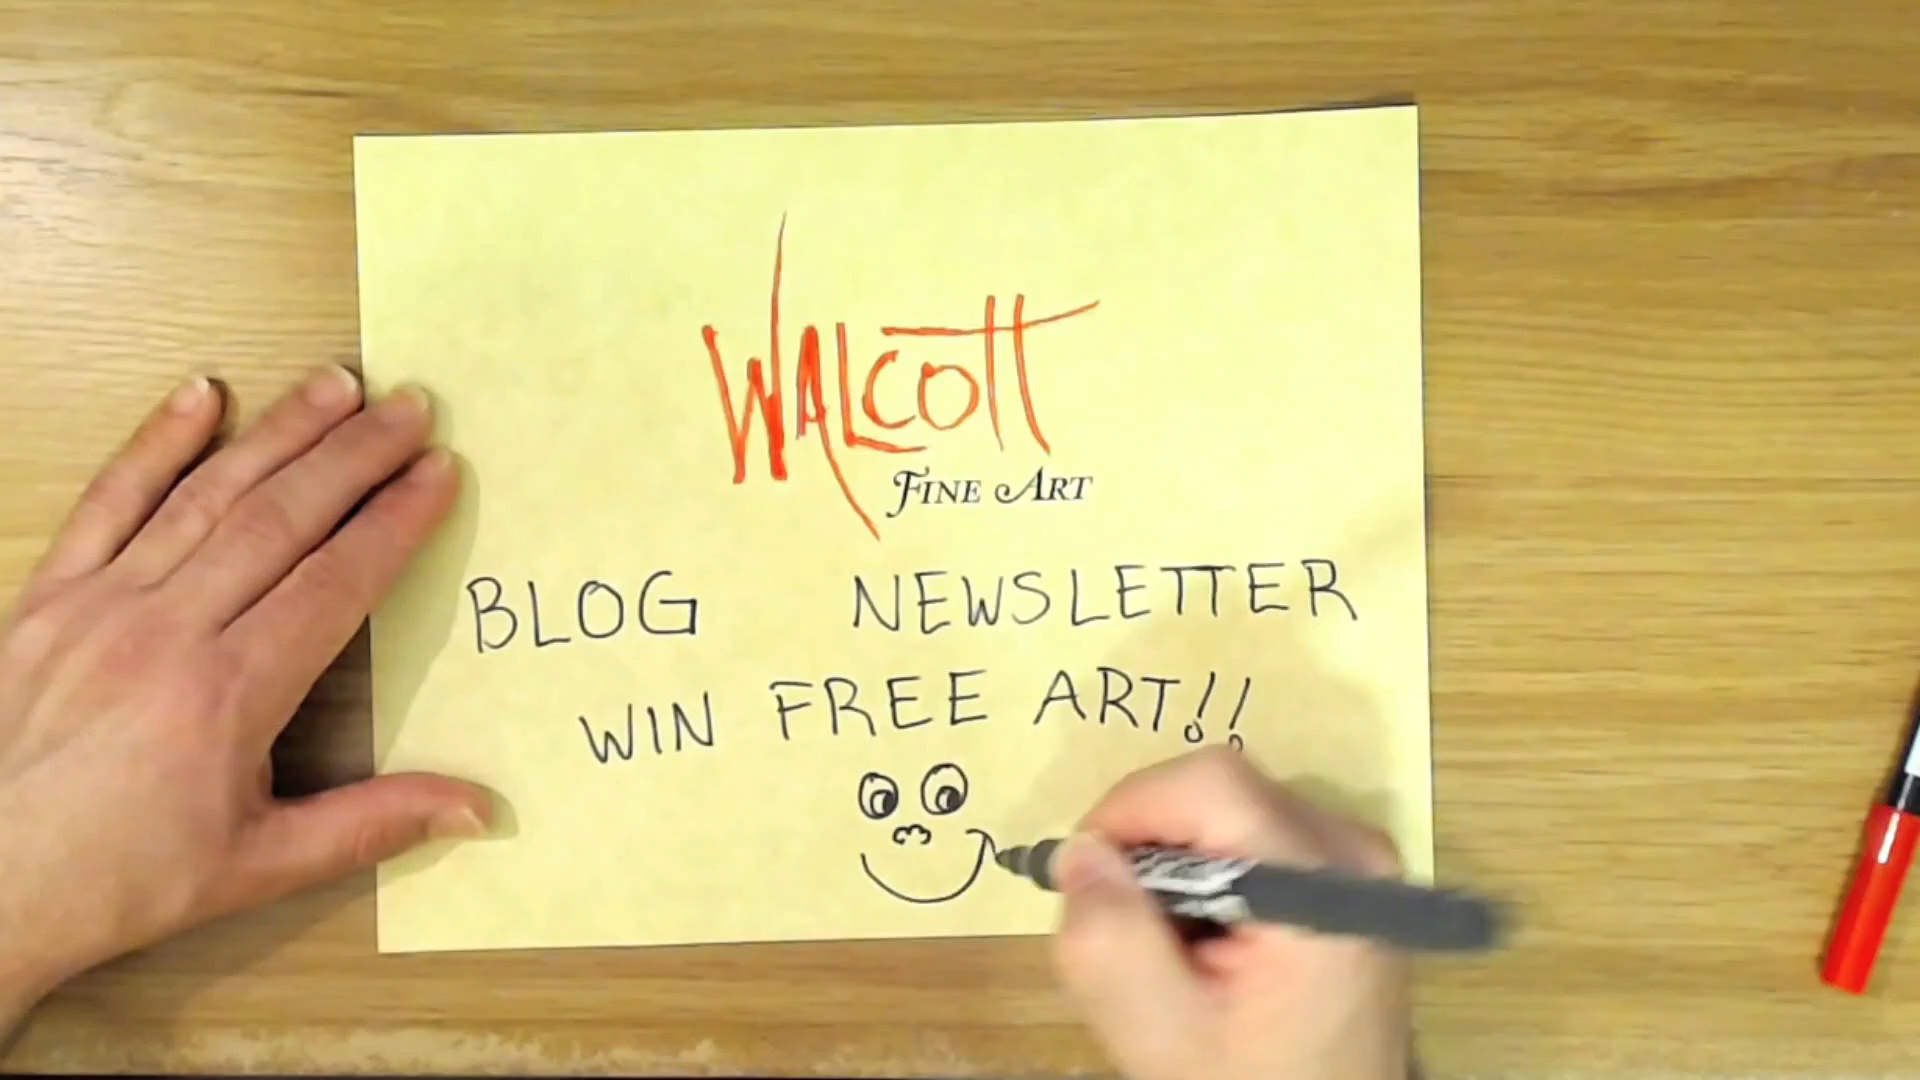 WALCOTT
FINE ART
BLOG NEWSLETTER
WIN FREE ART!!